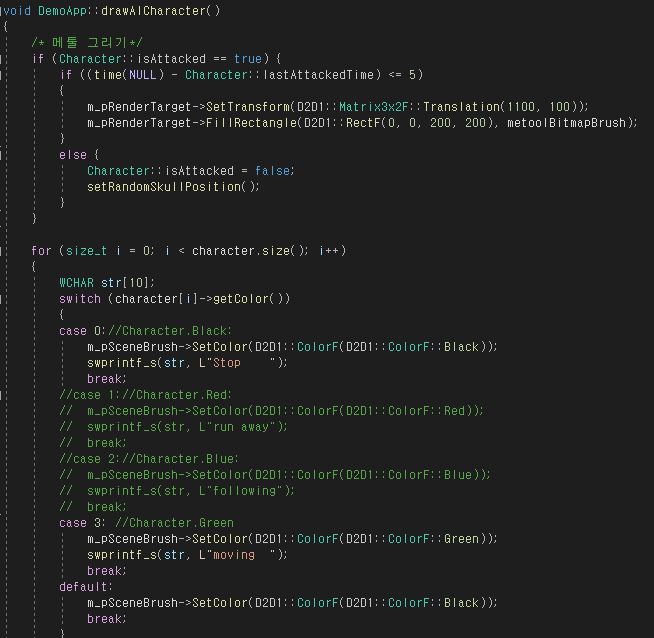 void DemoApp::drawAICharacter()
{
/* 메툴 그리기*/
if (Character::isAttacked == true) {
if ((time(NULL) - Character::lastAttackedTime) <= 5)
{
m_pRenderTarget->SetTransform(D2D1::Matrix3x2F::Translation(1100, 100));
m_pRenderTarget->FillRectangle(D2D1::RectF(0, 0, 200, 200), metoolBitmapBrush);
}
else {
Character::isAttacked = false;
setRandomSkullPosition();
}
}
for (size_t i = 0; i < character.size(); i++)
{
WCHAR str[10];
switch (character[i]->getColor())
{
case 0://Character.Black:
m_pSceneBrush->SetColor(D2D1::ColorF(D2D1::ColorF::Black));
swprintf_s(str, L"Stop    ");
break;
//case 1://Character.Red:
//  m_pSceneBrush->SetColor(D2D1::ColorF(D2D1::ColorF::Red));
//  swprintf_s(str, L"run away");
//  break;
//case 2://Character.Blue:
//  m_pSceneBrush->SetColor(D2D1::ColorF(D2D1::ColorF::Blue));
//  swprintf_s(str, L"following");
//  break;
case 3: //Character.Green
m_pSceneBrush->SetColor(D2D1::ColorF(D2D1::ColorF::Green));
swprintf_s(str, L"moving  ");
break;
default:
m_pSceneBrush->SetColor(D2D1::ColorF(D2D1::ColorF::Black));
break;
}